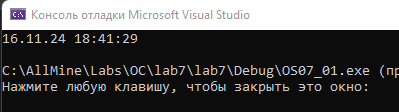 Консоль отладки Microsoft Visual Studio
16.11.24 18:41:29
C:\AllMine\Labs\OC\lab7\lab7\Debug\OS07_01.exe (пр
Нажмите любую клавишу, чтобы закрыть это окно: